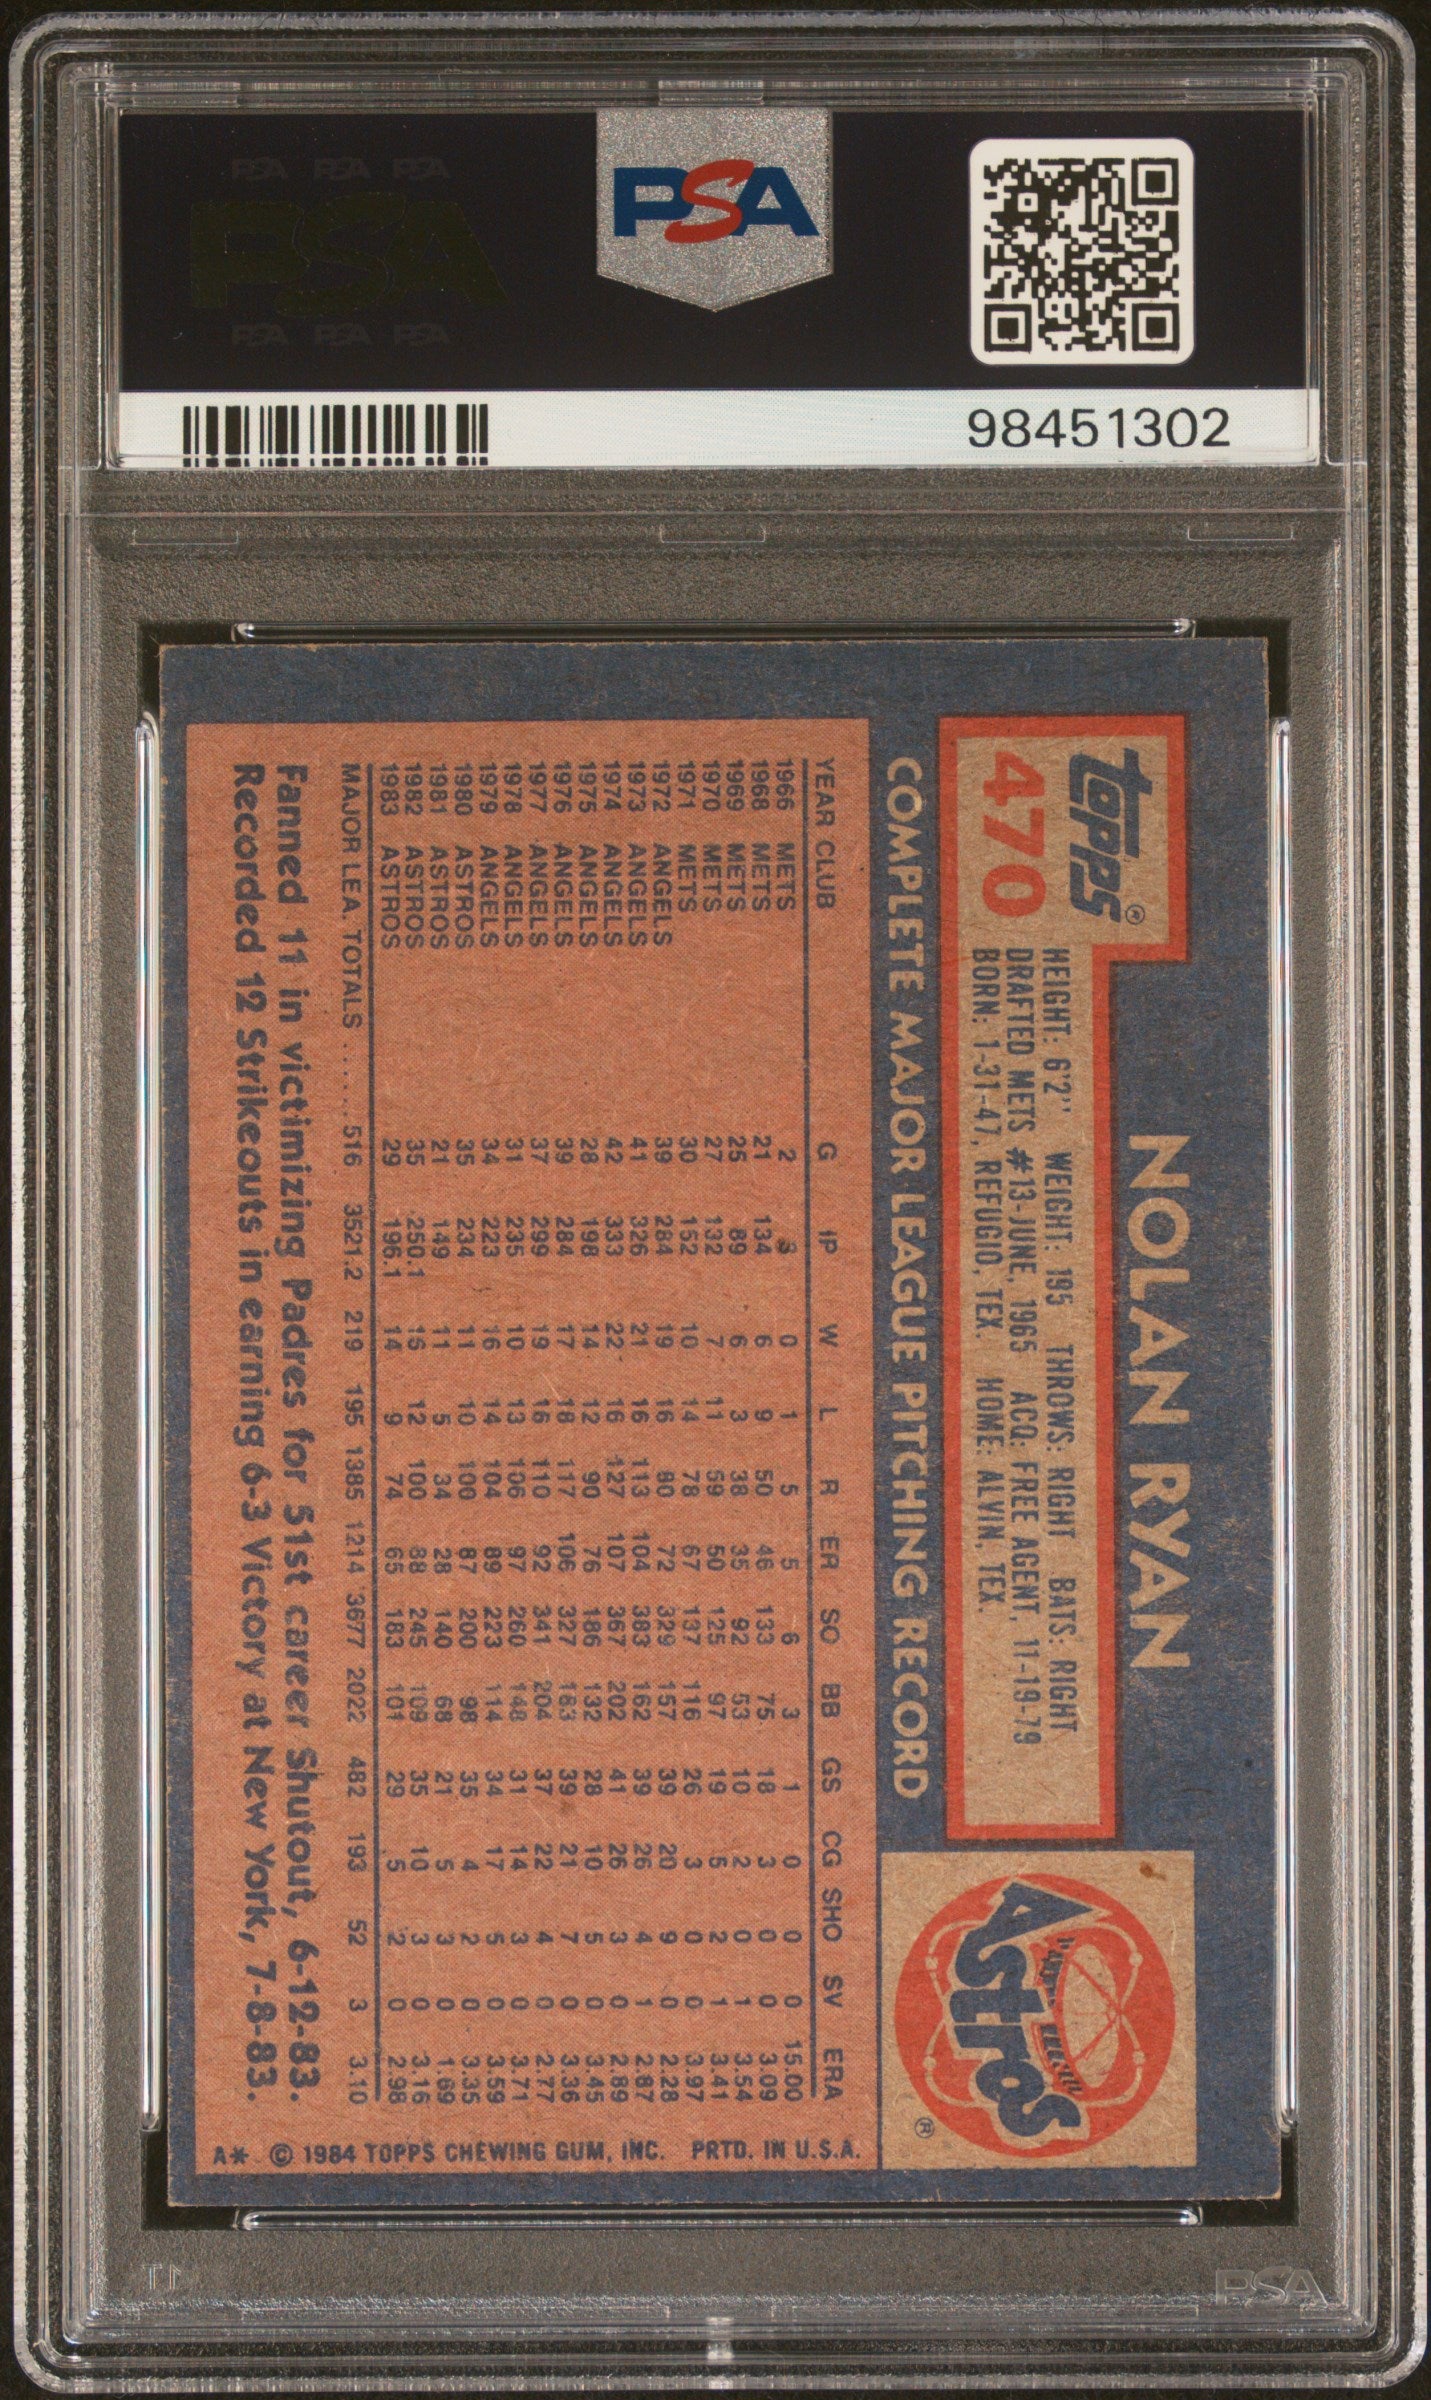 PSA PSA PSA
PSA
PSA PSA PSA
PSA
98451302
topps®
470
NOLAN RYAN
HEIGHT: 6'2" WEIGHT: 195 THROWS: RIGHT BATS: RIGHT
DRAFTED METS #13-JUNE, 1965 ACQ: FREE AGENT, 11-19-79
BORN: 1-31-47, REFUGIO, TEX. HOME: ALVIN, TEX.
Astros
®
COMPLETE MAJOR LEAGUE PITCHING RECORD
YEAR CLUB G IP W L R ER SO BB GS CG SHO SV ERA
1966 METS 2 3 0 1 5 5 6 3 1 0 0 0 15.00
1968 METS 21 134 6 9 50 46 133 75 18 3 0 0 3.09
1969 METS 25 89 6 3 38 35 92 53 10 2 0 1 3.54
1970 METS 27 132 7 11 59 50 125 97 19 5 2 1 3.41
1971 METS 30 152 10 14 78 67 137 116 26 3 0 0 3.97
1972 ANGELS 39 284 19 16 80 72 329 157 39 20 9 0 2.28
1973 ANGELS 41 326 21 16 113 104 383 162 39 26 4 1 2.87
1974 ANGELS 42 333 22 16 127 107 367 202 41 26 3 0 2.89
1975 ANGELS 28 198 14 12 90 76 186 132 28 10 5 0 3.45
1976 ANGELS 39 284 17 18 117 106 327 183 39 21 7 0 3.36
1977 ANGELS 37 299 19 16 110 92 341 204 37 22 4 0 2.77
1978 ANGELS 31 235 10 13 106 97 260 148 31 14 3 0 3.71
1979 ANGELS 34 223 16 14 104 89 223 114 34 17 5 0 3.59
1980 ASTROS 35 234 11 10 100 87 200 98 35 4 2 0 3.35
1981 ASTROS 21 149 11 5 34 28 140 68 21 5 3 0 1.69
1982 ASTROS 35 250.1 16 12 100 88 245 109 35 10 3 0 3.16
1983 ASTROS 29 196.1 14 9 74 65 183 101 29 5 2 0 2.98
MAJOR LEA. TOTALS ...... 516 3521.2 219 195 1385 1214 3677 2022 482 193 52 3 3.10
Fanned 11 in victimizing Padres for 51st career Shutout, 6-12-83.
Recorded 12 Strikeouts in earning 6-3 Victory at New York, 7-8-83.
A* © 1984 TOPPS CHEWING GUM, INC. PRTD. IN U.S.A.
PSA